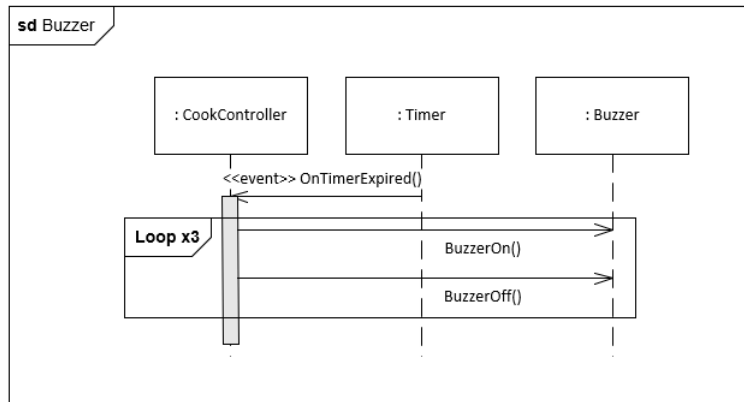 sd Buzzer
: CookController
: Timer
: Buzzer
<<event>> OnTimerExpired()
Loop x3
BuzzerOn()
BuzzerOff()